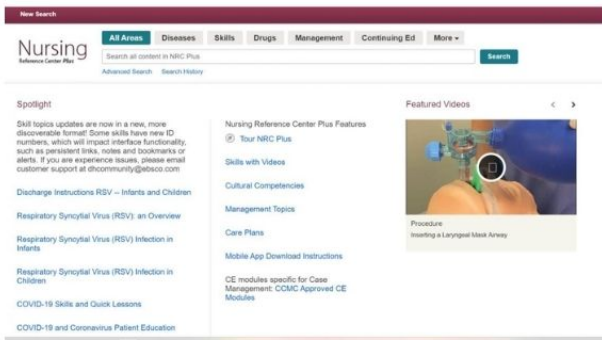 New Search
Nursing
Reference Center Plus
All Areas Diseases Skills Drugs Management Continuing Ed More
Search all content in NRC Plus
Search
Advanced Search Search History
Spotlight
Skill topics updates are now in a new, more
discoverable format! Some skills have new ID
numbers, which will impact interface functionality,
such as persistent links, notes and bookmarks or
alerts. If you are experience issues, please email
customer support at dhcommunity@ebsco.com
Discharge Instructions RSV -- Infants and Children
Respiratory Syncytial Virus (RSV): an Overview
Respiratory Syncytial Virus (RSV) Infection in
Infants
Respiratory Syncytial Virus (RSV) Infection in
Children
COVID-19 Skills and Quick Lessons
COVID-19 and Coronavirus Patient Education
Nursing Reference Center Plus Features
Tour NRC Plus
Skills with Videos
Cultural Competencies
Management Topics
Care Plans
Mobile App Download Instructions
CE modules specific for Case
Management: CCMC Approved CE
Modules
Featured Videos
Procedure
Inserting a Laryngeal Mask Airway